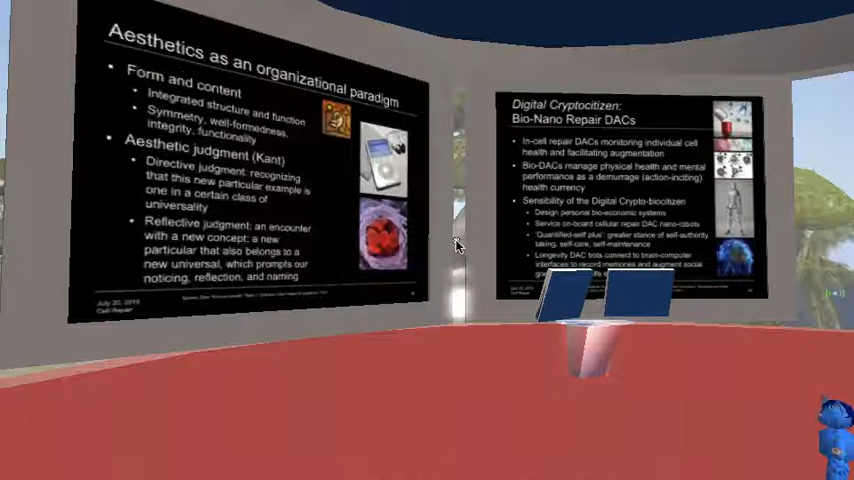 Aesthetics as an organizational paradigm
• Form and content
• Integrated structure and function
• Symmetry, well-formedness,
integrity, functionality
• Aesthetic judgment (Kant)
• Directive judgment: recognizing
that this new particular example is
one in a certain class of
universality
• Reflective judgment: an encounter
with a new concept; a new
particular that also belongs to a
new universal, which prompts our
noticing, reflection, and naming
July 20, 2016
Cell Repair
Digital Cryptocitizen:
Bio-Nano Repair DACs
• In-cell repair DACs monitoring individual cell
health and facilitating augmentation
• Bio-DACs manage physical health and mental
performance as a demurrage (action-inciting)
health currency
• Sensibility of the Digital Crypto-biocitizen
• Design personal bio-economic systems
• Service on-board cellular repair DAC nano-robots
• 'Quantified-self plus': greater stance of self-authority
taking, self-care, self-maintenance
• Longevity DAC bots connect to brain-computer
interfaces to record memories and augment social